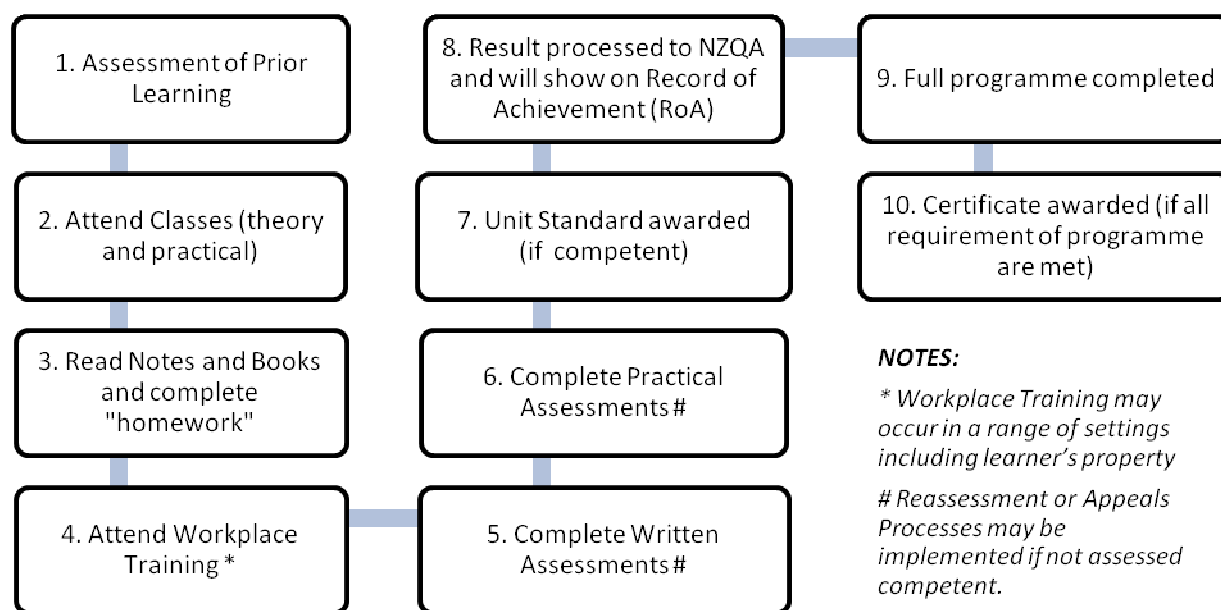 1. Assessment of Prior
Learning
2. Attend Classes (theory
and practical)
3. Read Notes and Books
and complete
"homework"
4. Attend Workplace
Training *
5. Complete Written
Assessments #
6. Complete Practical
Assessments #
7. Unit Standard awarded
(if competent)
8. Result processed to NZQA
and will show on Record of
Achievement (RoA)
9. Full programme completed
10. Certificate awarded (if all
requirement of programme
are met)
NOTES:
* Workplace Training may
occur in a range of settings
including learner's property
# Reassessment or Appeals
Processes may be
implemented if not assessed
competent.